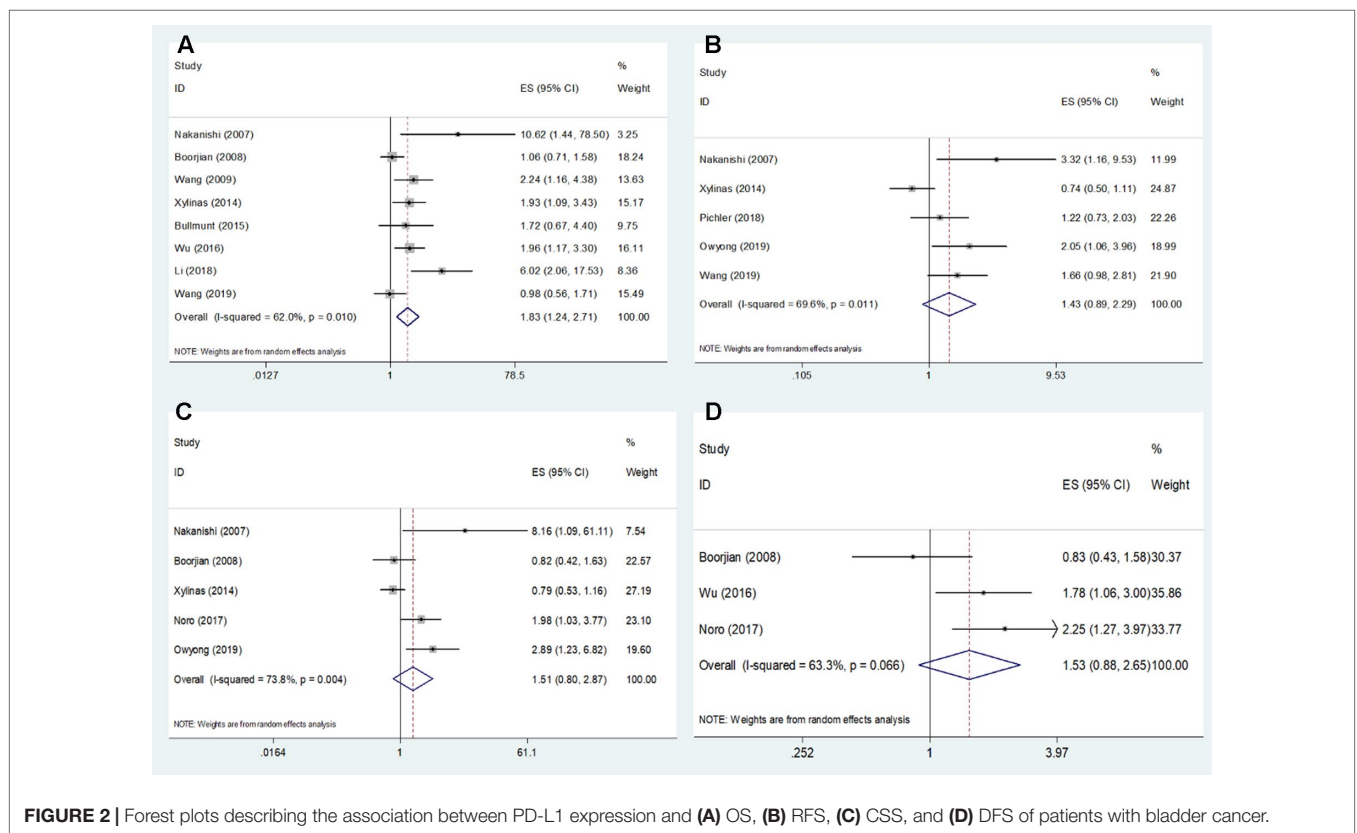 A
Study %
ID ES (95% CI) Weight
Nakanishi (2007) 10.62 (1.44, 78.50) 3.25
Boorjian (2008) 1.06 (0.71, 1.58) 18.24
Wang (2009) 2.24 (1.16, 4.38) 13.63
Xylinas (2014) 1.93 (1.09, 3.43) 15.17
Bullmunt (2015) 1.72 (0.67, 4.40) 9.75
Wu (2016) 1.96 (1.17, 3.30) 16.11
Li (2018) 6.02 (2.06, 17.53) 8.36
Wang (2019) 0.98 (0.56, 1.71) 15.49
Overall (I-squared = 62.0%, p = 0.010) 1.83 (1.24, 2.71) 100.00
NOTE: Weights are from random effects analysis
.0127 1 78.5
B
Study %
ID ES (95% CI) Weight
Nakanishi (2007) 3.32 (1.16, 9.53) 11.99
Xylinas (2014) 0.74 (0.50, 1.11) 24.87
Pichler (2018) 1.22 (0.73, 2.03) 22.26
Owyong (2019) 2.05 (1.06, 3.96) 18.99
Wang (2019) 1.66 (0.98, 2.81) 21.90
Overall (I-squared = 69.6%, p = 0.011) 1.43 (0.89, 2.29) 100.00
NOTE: Weights are from random effects analysis
.105 1 9.53
C
Study %
ID ES (95% CI) Weight
Nakanishi (2007) 8.16 (1.09, 61.11) 7.54
Boorjian (2008) 0.82 (0.42, 1.63) 22.57
Xylinas (2014) 0.79 (0.53, 1.16) 27.19
Noro (2017) 1.98 (1.03, 3.77) 23.10
Owyong (2019) 2.89 (1.23, 6.82) 19.60
Overall (I-squared = 73.8%, p = 0.004) 1.51 (0.80, 2.87) 100.00
NOTE: Weights are from random effects analysis
.0164 1 61.1
D
Study %
ID ES (95% CI) Weight
Boorjian (2008) 0.83 (0.43, 1.58)30.37
Wu (2016) 1.78 (1.06, 3.00)35.86
Noro (2017) 2.25 (1.27, 3.97)33.77
Overall (I-squared = 63.3%, p = 0.066) 1.53 (0.88, 2.65)100.00
NOTE: Weights are from random effects analysis
.252 1 3.97
FIGURE 2 | Forest plots describing the association between PD-L1 expression and (A) OS, (B) RFS, (C) CSS, and (D) DFS of patients with bladder cancer.